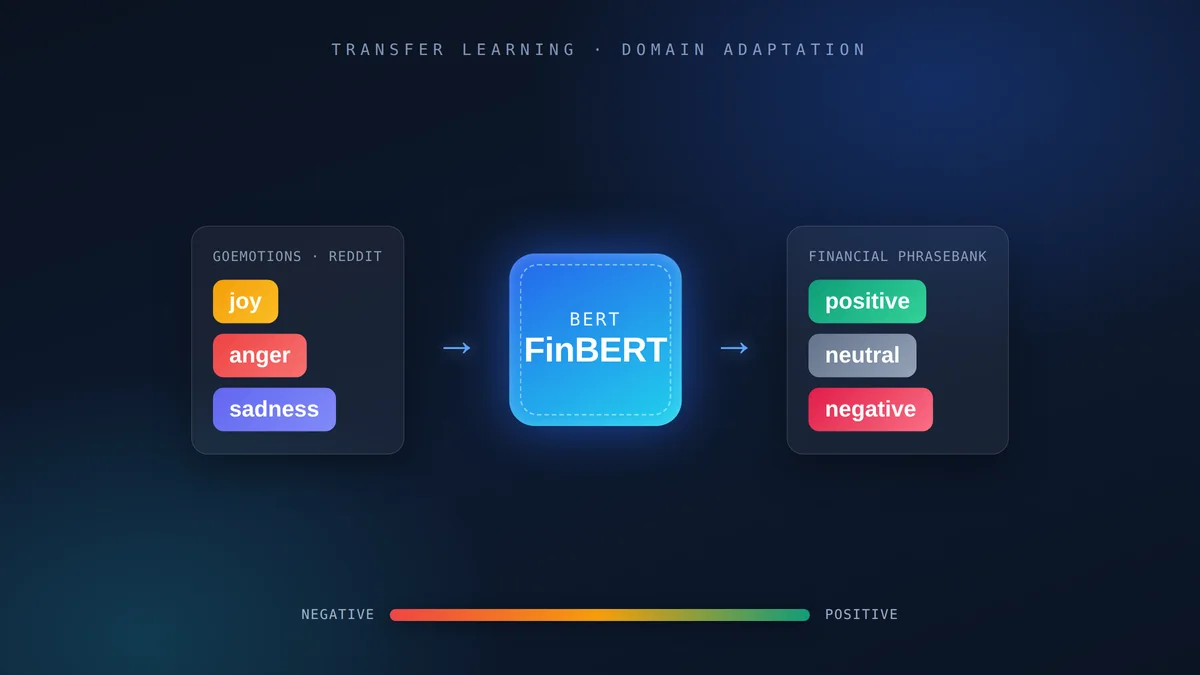 TRANSFER LEARNING · DOMAIN ADAPTATION
GOEMOTIONS · REDDIT
joy
anger
sadness
→
BERT
FinBERT
→
FINANCIAL PHRASEBANK
positive
neutral
negative
NEGATIVE
POSITIVE